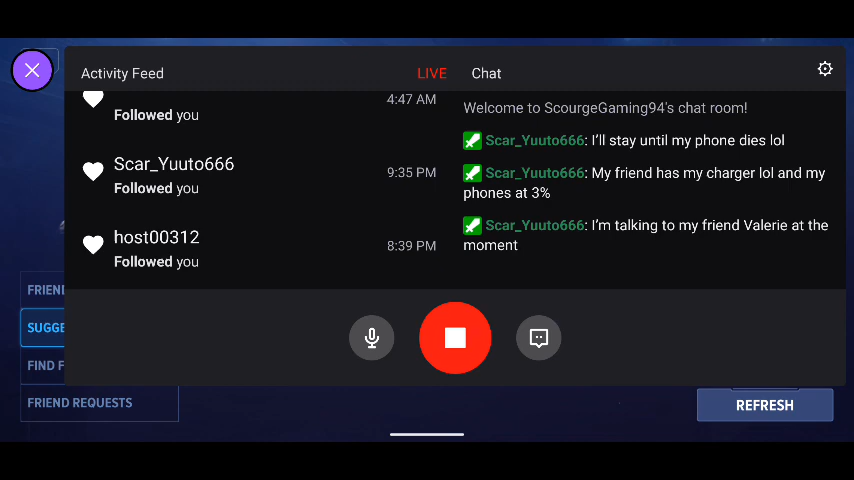 Activity Feed
LIVE
Chat
4:47 AM
Followed you
Scar_Yuuto666
9:35 PM
Followed you
host00312
8:39 PM
Followed you
Welcome to ScourgeGaming94's chat room!
Scar_Yuuto666: I'll stay until my phone dies lol
Scar_Yuuto666: My friend has my charger lol and my
phones at 3%
Scar_Yuuto666: I'm talking to my friend Valerie at the
moment
FRIEND
SUGGE
FIND F
FRIEND REQUESTS
REFRESH